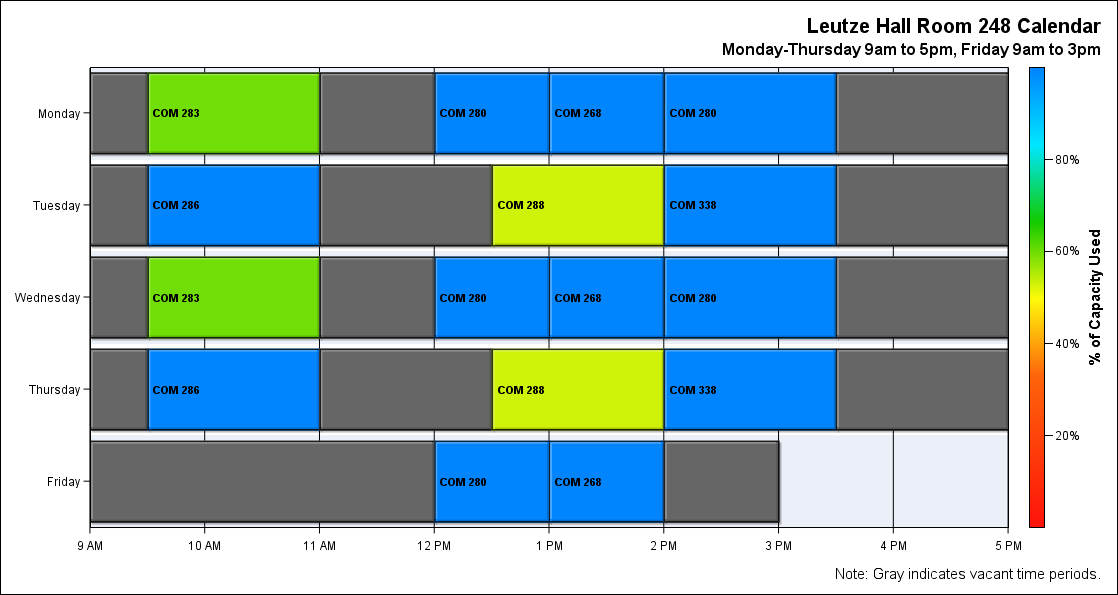 Leutze Hall Room 248 Calendar
Monday-Thursday 9am to 5pm, Friday 9am to 3pm
Monday
COM 283
COM 280
COM 268
COM 280
Tuesday
COM 286
COM 288
COM 338
Wednesday
COM 283
COM 280
COM 268
COM 280
Thursday
COM 286
COM 288
COM 338
Friday
COM 280
COM 268
9 AM
10 AM
11 AM
12 PM
1 PM
2 PM
3 PM
4 PM
5 PM
80%
60%
40%
20%
% of Capacity Used
Note: Gray indicates vacant time periods.